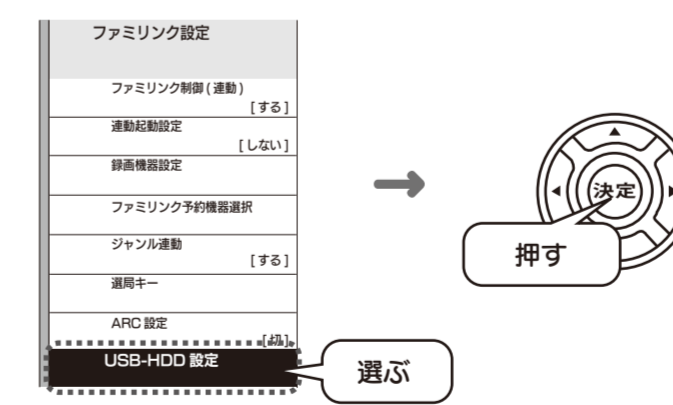 ファミリンク設定
ファミリンク制御 ( 連動 )
[ する ]
連動起動設定
[ しない ]
録画機器設定
ファミリンク予約機器選択
ジャンル連動
[ する ]
選局キー
ARC 設定
[ 切 ]
USB-HDD 設定
選ぶ
決定
押す